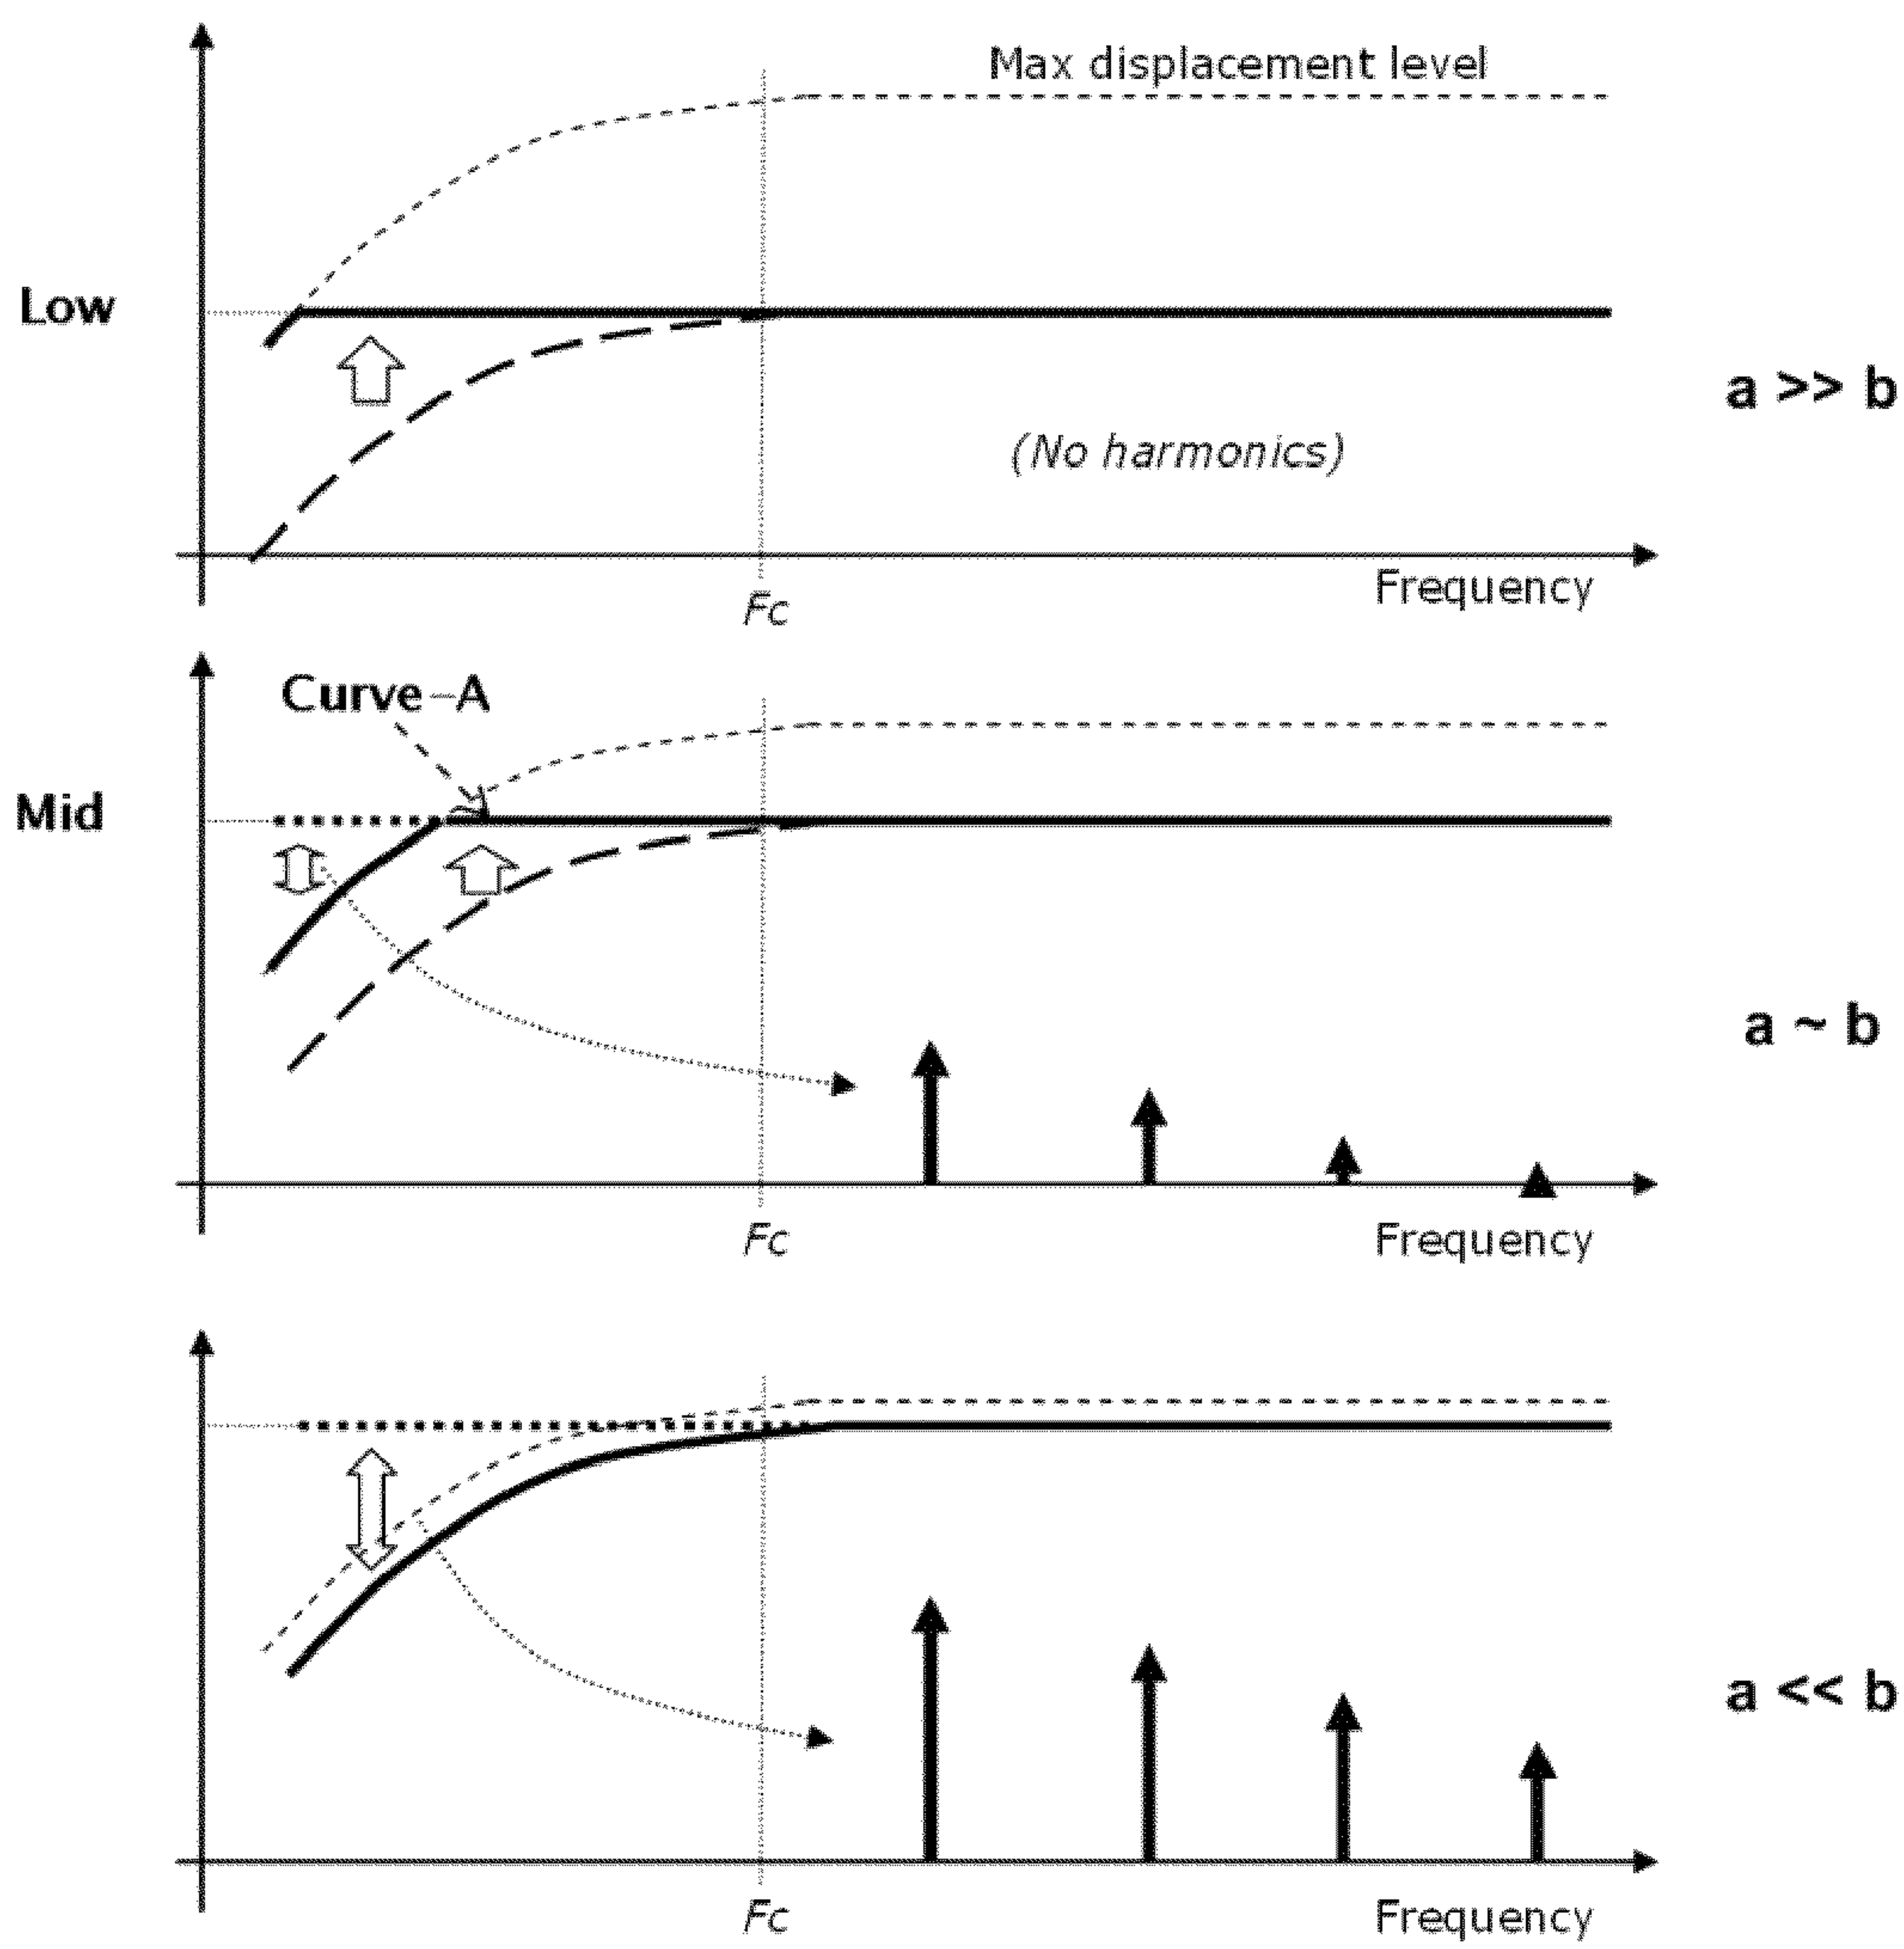 Max displacement level
Low
a >> b
(No harmonics)
Frequency
Fc
Curve-A
Mid
a ~ b
Fc
Frequency
a << b
Fc
Frequency